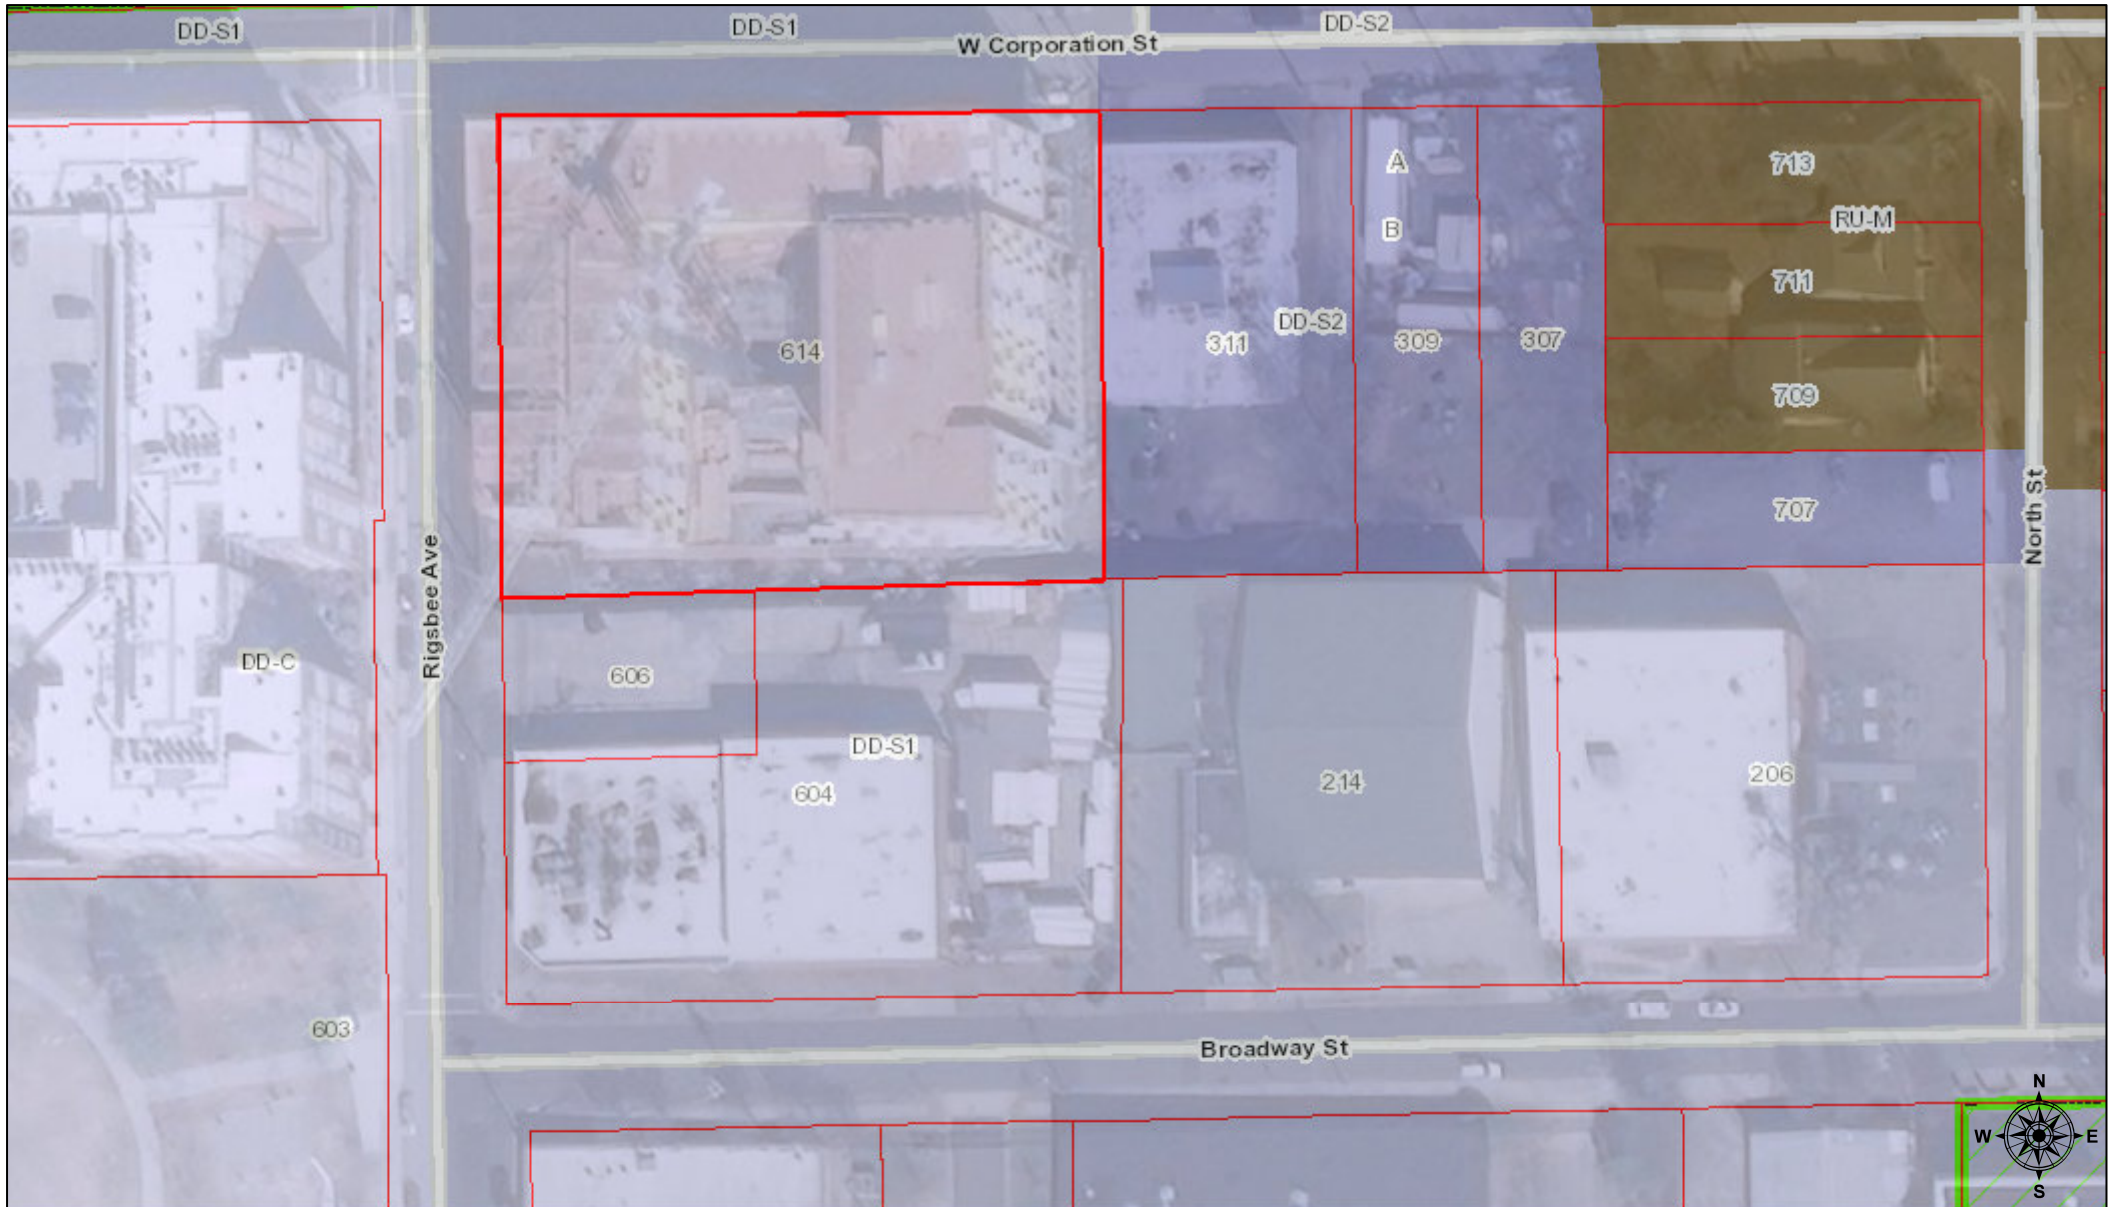 DD-S1
DD-S1
DD-S2
W Corporation St
A
713
B
RU-M
711
DD-S2
311
309
307
614
709
707
North St
Rigsbee Ave
DD-C
606
DD-S1
604
214
206
603
Broadway St
N
W
E
S